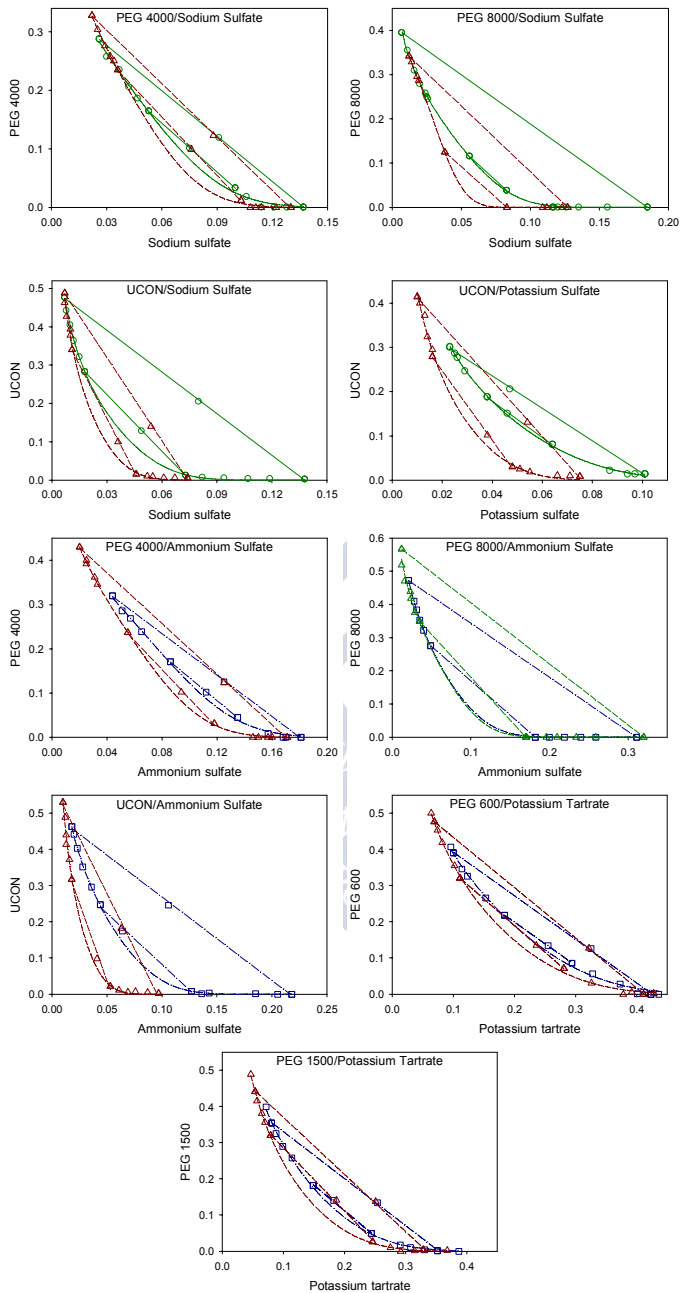 PEG 4000/Sodium Sulfate
PEG 4000
0.3
0.2
0.1
0.0
0.00 0.03 0.06 0.09 0.12 0.15
Sodium sulfate
PEG 8000/Sodium Sulfate
PEG 8000
0.4
0.3
0.2
0.1
0.0
0.00 0.05 0.10 0.15 0.20
Sodium sulfate
UCON/Sodium Sulfate
UCON
0.5
0.4
0.3
0.2
0.1
0.0
0.00 0.03 0.06 0.09 0.12 0.15
Sodium sulfate
UCON/Potassium Sulfate
UCON
0.4
0.3
0.2
0.1
0.0
0.00 0.02 0.04 0.06 0.08 0.10
Potassium sulfate
PEG 4000/Ammonium Sulfate
PEG 4000
0.4
0.3
0.2
0.1
0.0
0.00 0.04 0.08 0.12 0.16 0.20
Ammonium sulfate
PEG 8000/Ammonium Sulfate
PEG 8000
0.6
0.5
0.4
0.3
0.2
0.1
0.0
0.0 0.1 0.2 0.3
Ammonium sulfate
UCON/Ammonium Sulfate
UCON
0.5
0.4
0.3
0.2
0.1
0.0
0.00 0.05 0.10 0.15 0.20 0.25
Ammonium sulfate
PEG 600/Potassium Tartrate
PEG 600
0.5
0.4
0.3
0.2
0.1
0.0
0.0 0.1 0.2 0.3 0.4
Potassium tartrate
PEG 1500/Potassium Tartrate
PEG 1500
0.5
0.4
0.3
0.2
0.1
0.0
0.0 0.1 0.2 0.3 0.4
Potassium tartrate